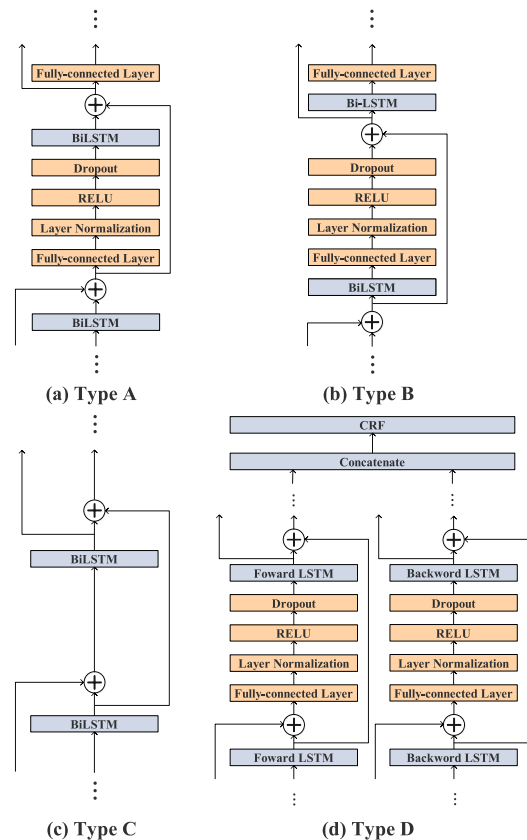 Fully-connected Layer
BiLSTM
Dropout
RELU
Layer Normalization
Fully-connected Layer
BiLSTM
(a) Type A
Fully-connected Layer
Bi-LSTM
Dropout
RELU
Layer Normalization
Fully-connected Layer
BiLSTM
(b) Type B
BiLSTM
BiLSTM
(c) Type C
CRF
Concatenate
Foward LSTM
Dropout
RELU
Layer Normalization
Fully-connected Layer
Foward LSTM
Backword LSTM
Dropout
RELU
Layer Normalization
Fully-connected Layer
Backword LSTM
(d) Type D